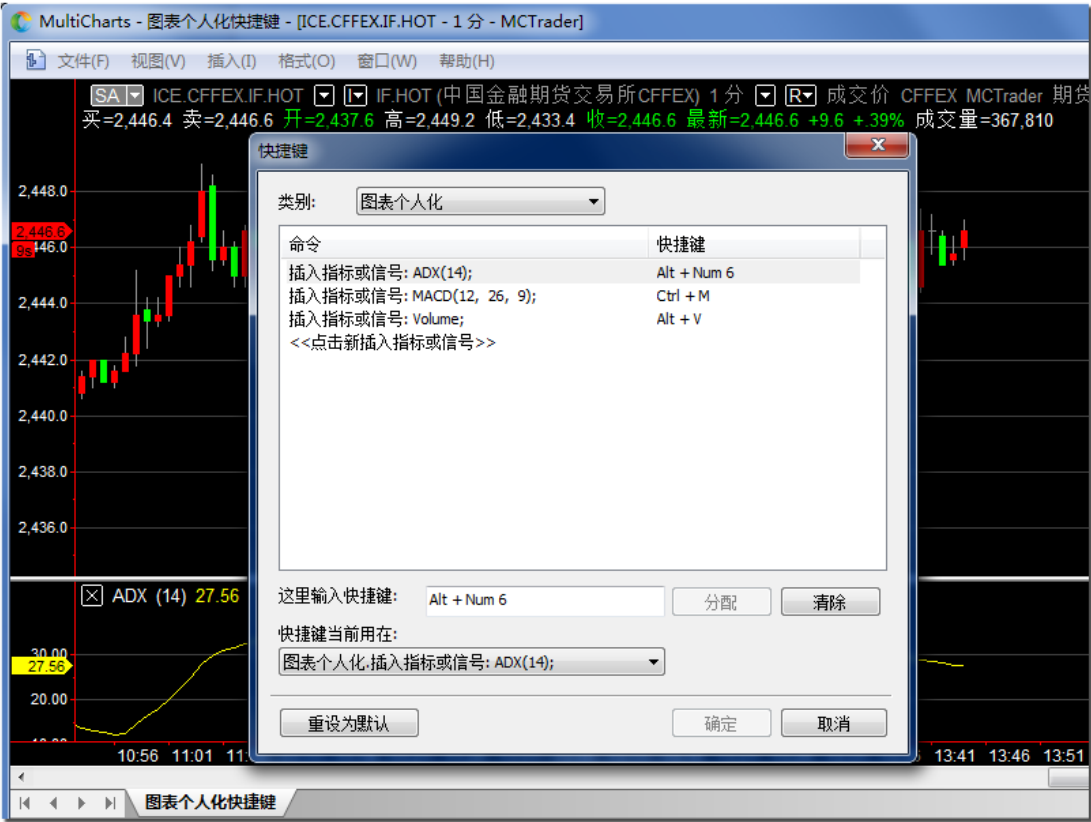 MultiCharts - 图表个人化快捷键 - [ICE.CFFEX.IF.HOT - 1 分 - MCTrader]
文件(F) 视图(V) 插入(I) 格式(O) 窗口(W) 帮助(H)
SA ICE.CFFEX.IF.HOT I IF.HOT (中国金融期货交易所CFFEX) 1 分 R 成交价 CFFEX MCTrader 期货
买=2,446.4 卖=2,446.6 开=2,437.6 高=2,449.2 低=2,433.4 收=2,446.6 最新=2,446.6 +9.6 +.39% 成交量=367,810
快捷键
类别: 图表个人化
命令 快捷键
插入指标或信号: ADX(14); Alt + Num 6
插入指标或信号: MACD(12, 26, 9); Ctrl + M
插入指标或信号: Volume; Alt + V
<<点击新插入指标或信号>>
2,448.0
2,446.6
9s
446.0
2,444.0
2,442.0
2,440.0
2,438.0
2,436.0
这里输入快捷键: Alt + Num 6 分配 清除
快捷键当前用在:
图表个人化.插入指标或信号: ADX(14);
重设为默认 确定 取消
ADX (14) 27.56
30.00
27.56
20.00
10:56 11:01 11: 13:41 13:46 13:51
图表个人化快捷键